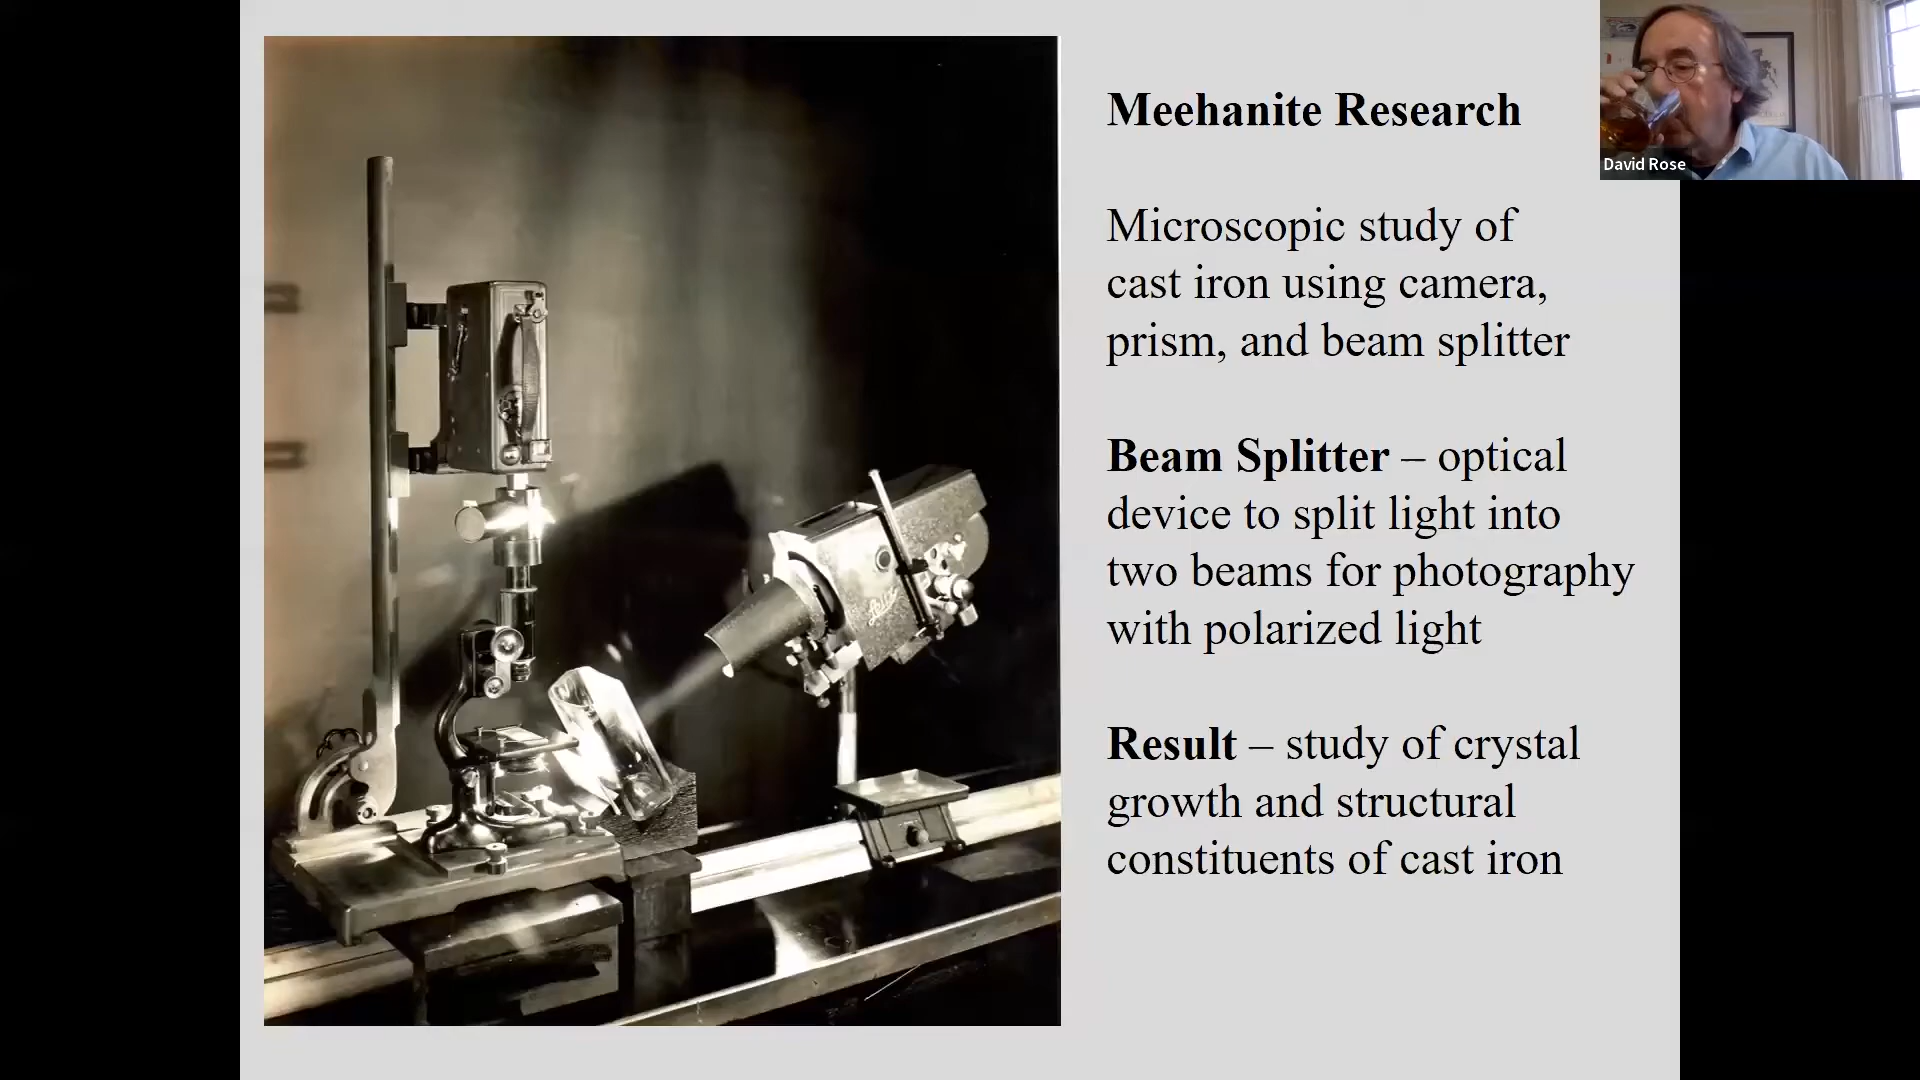 Meehanite Research
Microscopic study of
cast iron using camera,
prism, and beam splitter
Beam Splitter – optical
device to split light into
two beams for photography
with polarized light
Result – study of crystal
growth and structural
constituents of cast iron
David Rose